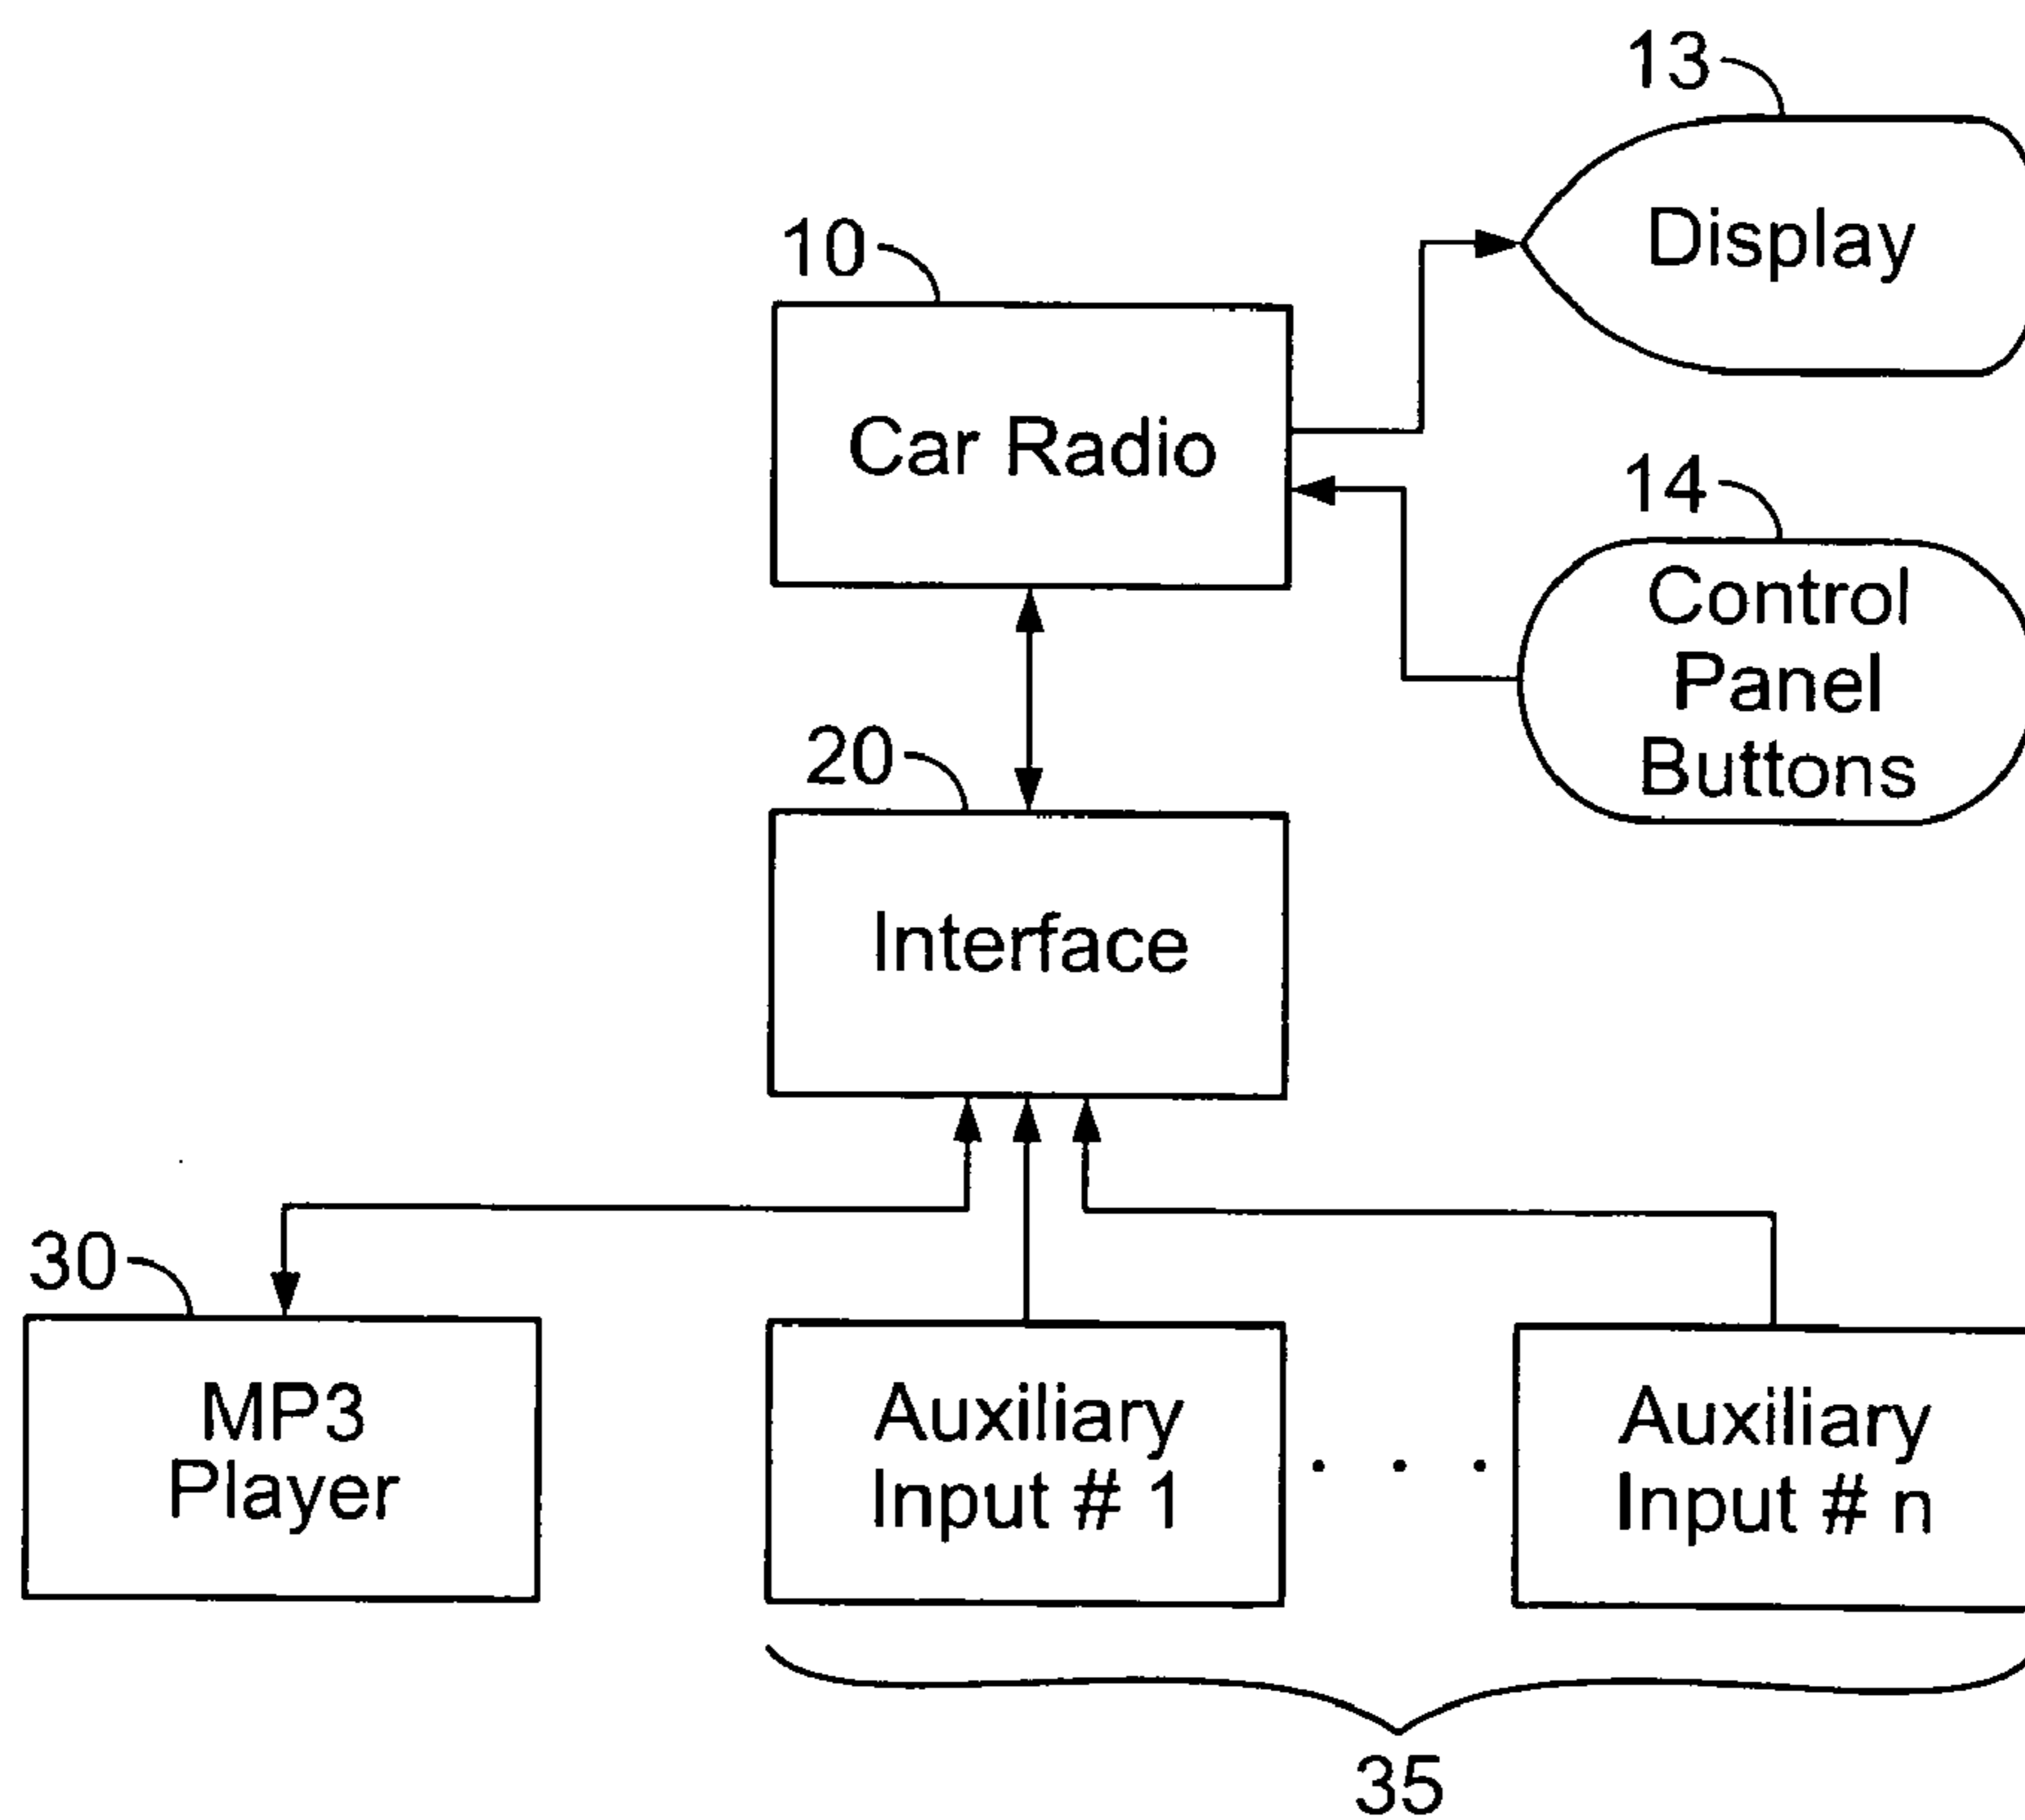 13
Display
10
Car Radio
14
Control
Panel
Buttons
20
Interface
30
MP3
Player
Auxiliary
Input # 1
. . .
Auxiliary
Input # n
35